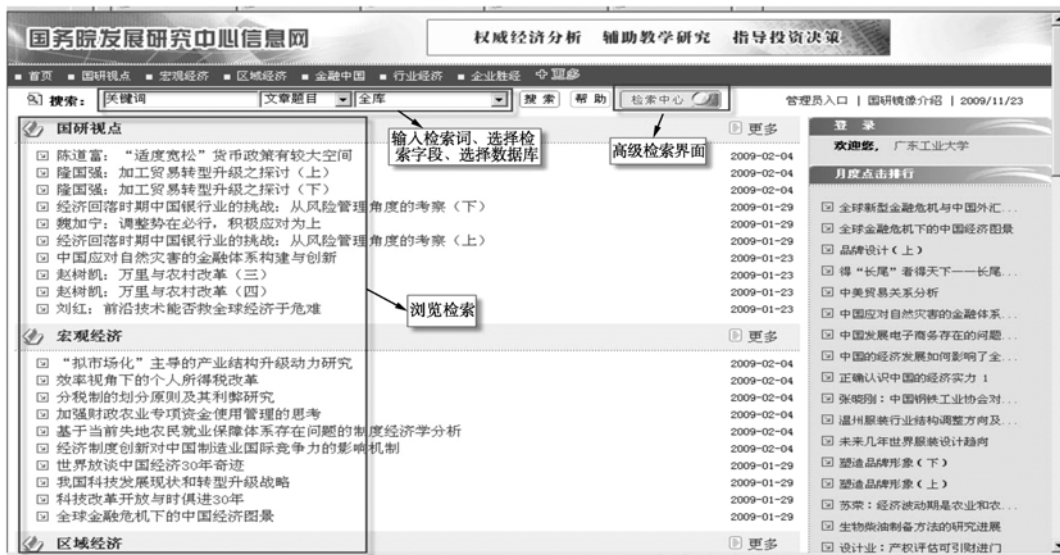 国务院发展研究中心信息网
权威经济分析 辅助教学研究 指导投资决策
首页 国研视点 宏观经济 区域经济 金融中国 行业经济 企业胜经 更多
搜索： 关键词 文章题目 全库 搜索 帮助 检索中心 管理员入口 | 国研镜像介绍 | 2009/11/23
输入检索词、选择检索字段、选择数据库
高级检索界面
浏览检索
国研视点 更多
陈道富：“适度宽松”货币政策有较大空间 2009-02-04
隆国强：加工贸易转型升级之探讨（上） 2009-02-04
隆国强：加工贸易转型升级之探讨（下） 2009-02-04
经济回落时期中国银行业的挑战：从风险管理角度的考察（下） 2009-01-29
魏加宁：调整势在必行，积极应对为上 2009-01-29
经济回落时期中国银行业的挑战：从风险管理角度的考察（上） 2009-01-29
中国应对自然灾害的金融体系构建与创新 2009-01-23
赵树凯：万里与农村改革（三） 2009-01-23
赵树凯：万里与农村改革（四） 2009-01-23
刘红：前沿技术能否救全球经济于危难 2009-01-23
宏观经济 更多
“拟市场化”主导的产业结构升级动力研究 2009-02-04
效率视角下的个人所得税改革 2009-02-04
分税制的划分原则及其利弊研究 2009-02-04
加强财政农业专项资金使用管理的思考 2009-02-04
基于当前失地农民就业保障体系存在问题的制度经济学分析 2009-02-04
经济制度创新对中国制造业国际竞争力的影响机制 2009-02-04
世界放谈中国经济30年奇迹 2009-01-29
我国科技发展现状和转型升级战略 2009-01-29
科技改革开放与时俱进30年 2009-01-29
全球金融危机下的中国经济图景 2009-01-29
区域经济 更多
登 录
欢迎您， 广东工业大学
月度点击排行
全球新型金融危机与中国外汇...
全球金融危机下的中国经济图景
品牌设计（上）
得“长尾”者得天下——长尾...
中美贸易关系分析
中国应对自然灾害的金融体系...
中国发展电子商务存在的问题...
中国的经济发展如何影响了全...
正确认识中国的经济实力 1
张晓刚：中国钢铁工业协会对...
温州服装行业结构调整方向及...
未来几年世界服装设计趋向
塑造品牌形象（下）
塑造品牌形象（上）
苏荣：经济波动期是农业和农...
生物柴油制备方法的研究进展
设计业：产权评估可引财进门